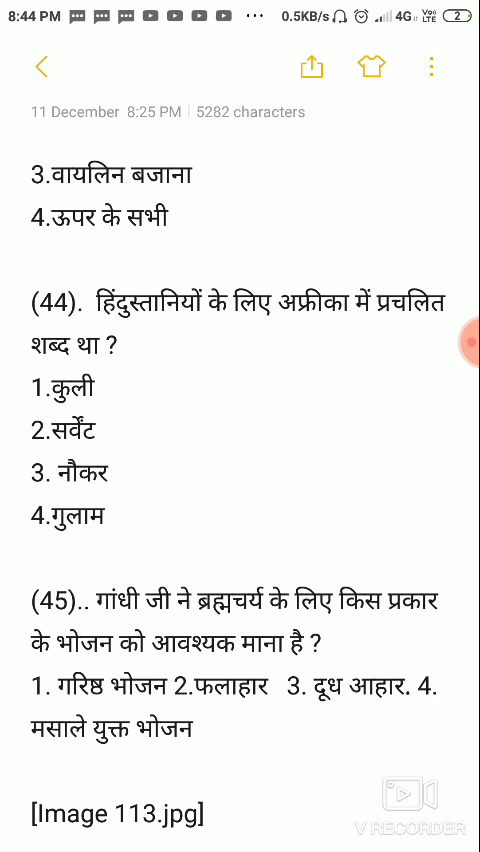 8:44 PM ... 0.5KB/s 4G Voo LTE 2
11 December 8:25 PM | 5282 characters
3.वायलिन बजाना
4.ऊपर के सभी
(44). हिंदुस्तानियों के लिए अफ्रीका में प्रचलित
शब्द था ?
1.कुली
2.सर्वेंट
3. नौकर
4.गुलाम
(45).. गांधी जी ने ब्रह्मचर्य के लिए किस प्रकार
के भोजन को आवश्यक माना है ?
1. गरिष्ठ भोजन 2.फलाहार 3. दूध आहार. 4.
मसाले युक्त भोजन
[Image 113.jpg]
V RECORDER